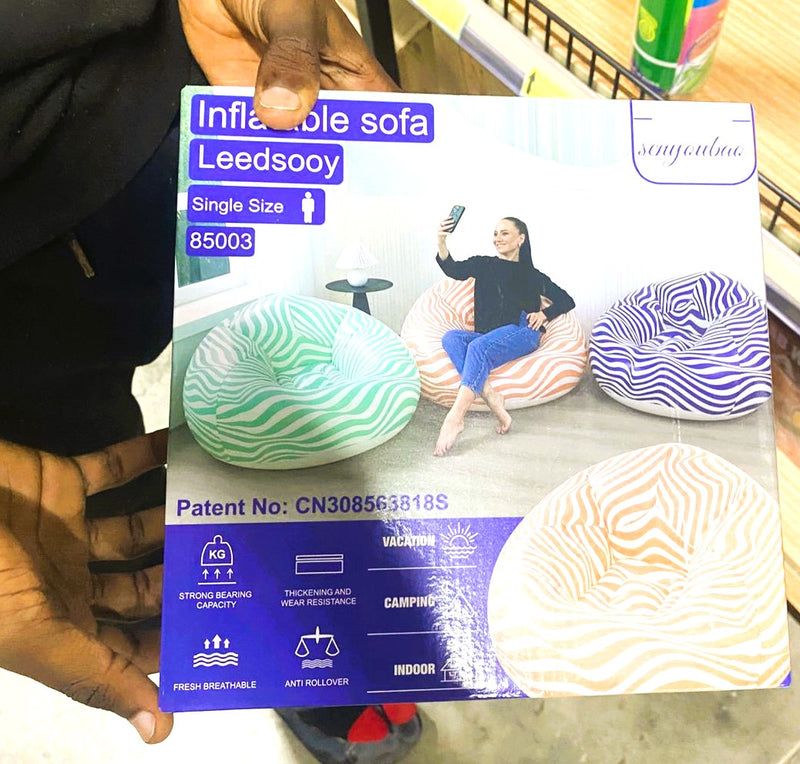 Inflatable sofa
Leedsooy
Single Size
85003
senyoubao
Patent No: CN308563818S
KG
STRONG BEARING
CAPACITY
THICKENING AND
WEAR RESISTANCE
FRESH BREATHABLE
ANTI ROLLOVER
VACATION
CAMPING
INDOOR